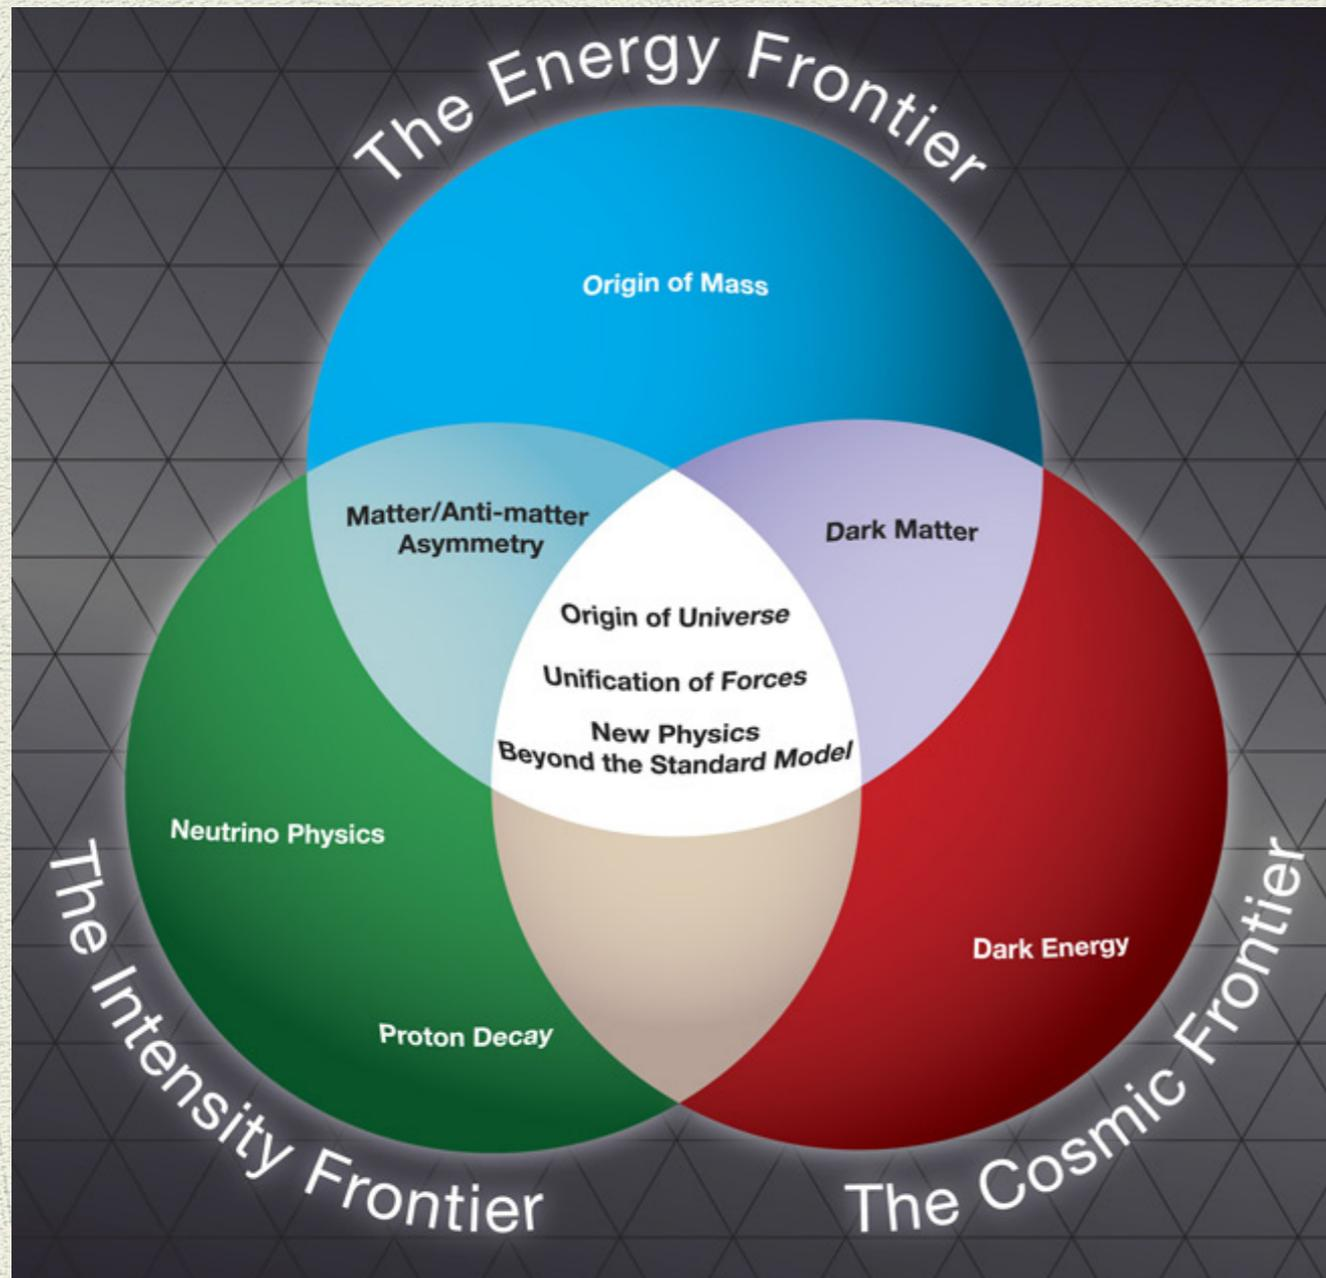 The Energy Frontier
Origin of Mass
Matter/Anti-matter
Asymmetry
Dark Matter
Origin of Universe
Unification of Forces
New Physics
Beyond the Standard Model
Neutrino Physics
Dark Energy
Proton Decay
The Intensity Frontier
The Cosmic Frontier